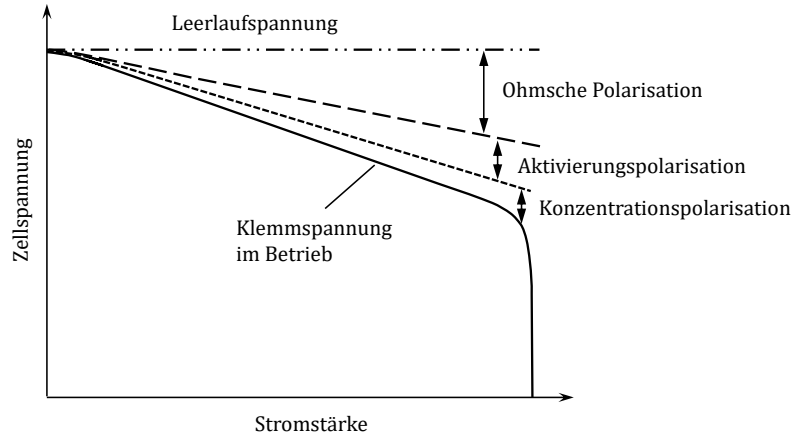 Leerlaufspannung
Ohmsche Polarisation
Aktivierungspolarisation
Konzentrationspolarisation
Klemmspannung
im Betrieb
Zellspannung
Stromstärke